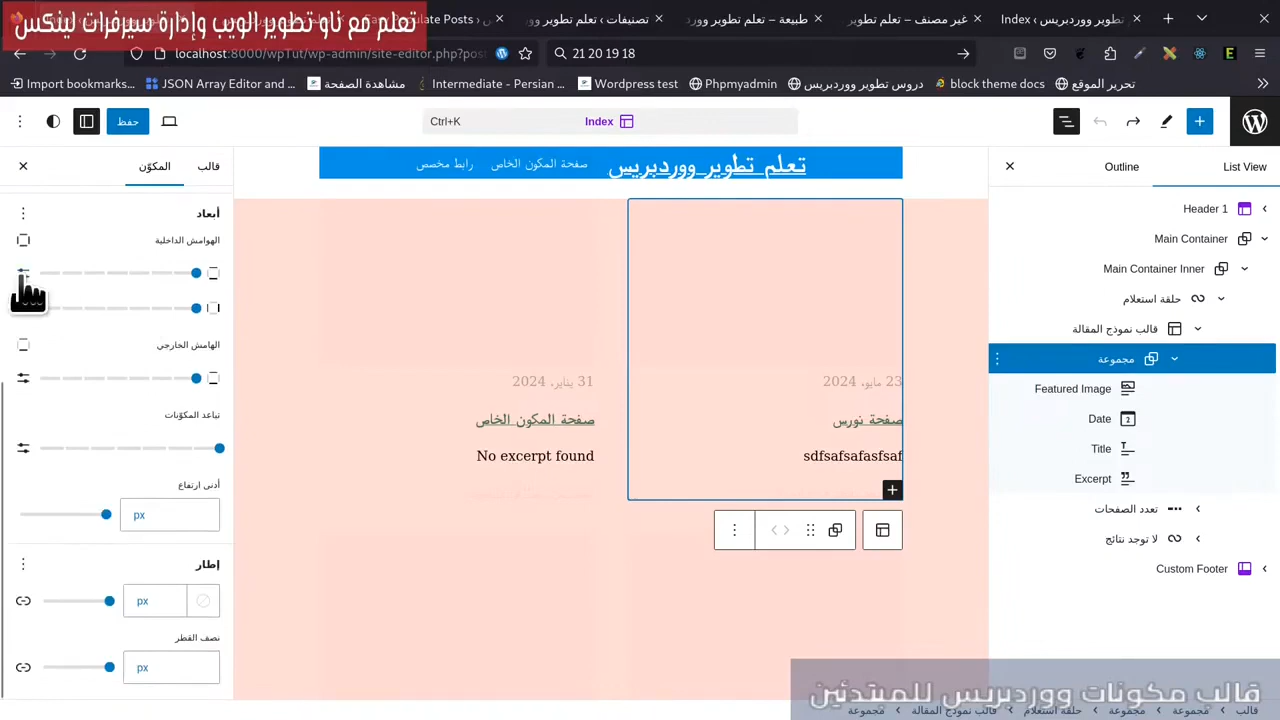 تعلم مع ناو تطوير الويب وإدارة سيرفرات لينكس
Easy Populate Posts
تصنيفات ‹ تعلم تطوير وورد
طبيعة – تعلم تطوير
غير مصنف – تعلم تطوير
Index ‹ تطوير ووردبريس
localhost:8000/wpTut/wp-admin/site-editor.php?post
21 20 19 18
Import bookmarks...
JSON Array Editor and ...
مشاهدة الصفحة
Intermediate - Persian ...
Wordpress test
Phpmyadmin
دروس تطوير ووردبريس
block theme docs
تحرير الموقع
حفظ
Ctrl+K
Index
قالب
المكوّن
أبعاد
الهوامش الداخلية
الهامش الخارجي
تباعد المكوّنات
أدنى ارتفاع
px
إطار
px
نصف القطر
px
تعلم تطوير ووردبريس
صفحة المكون الخاص
رابط مخصص
23 مايو، 2024
31 يناير، 2024
صفحة نورس
صفحة المكون الخاص
sdfsafsafasfsaf
No excerpt found
List View
Outline
Header 1
Main Container
Main Container Inner
حلقة استعلام
قالب نموذج المقالة
مجموعة
Featured Image
Date
Title
Excerpt
تعدد الصفحات
لا توجد نتائج
Custom Footer
قالب مكونات ووردبريس للمبتدئين
قالب
مجموعة
مجموعة
حلقة استعلام
قالب نموذج المقالة
مجموعة